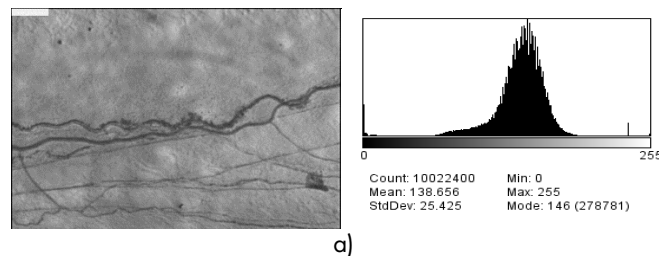 0
255
Count: 10022400 Min: 0
Mean: 138.656 Max: 255
StdDev: 25.425 Mode: 146 (278781)
a)